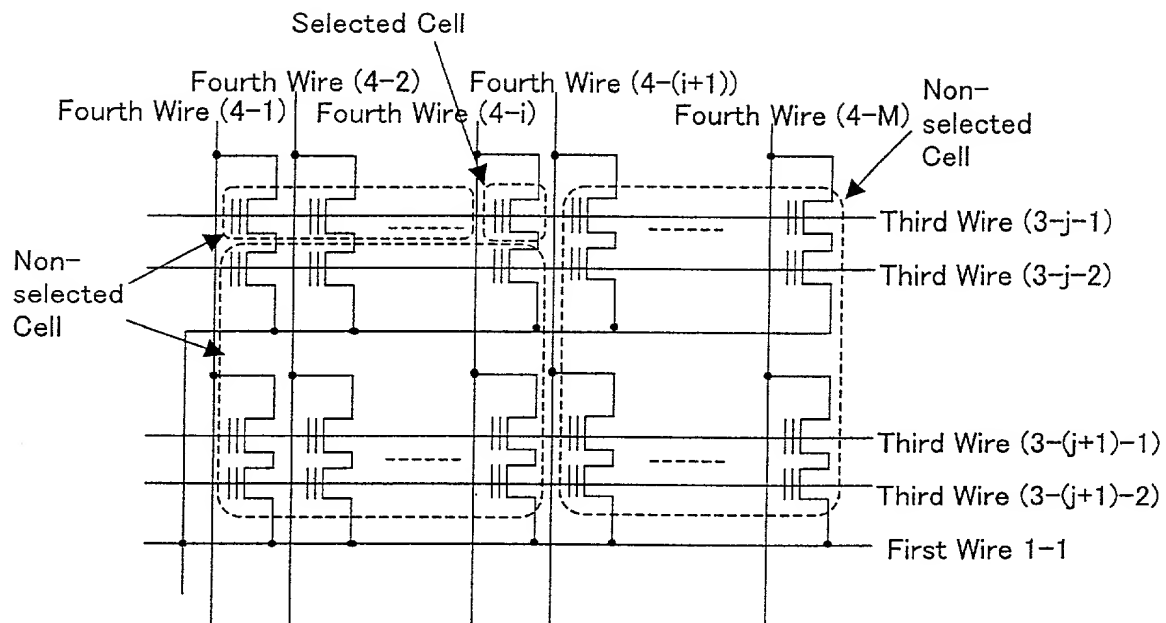 Selected Cell
Fourth Wire (4-2)
Fourth Wire (4-(i+1))
Fourth Wire (4-1)
Fourth Wire (4-i)
Fourth Wire (4-M)
Non-
selected
Cell
Third Wire (3-j-1)
Third Wire (3-j-2)
Non-
selected
Cell
Third Wire (3-(j+1)-1)
Third Wire (3-(j+1)-2)
First Wire 1-1